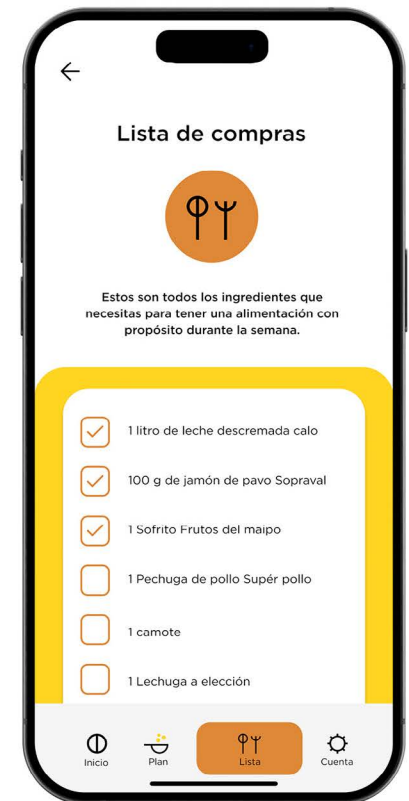 Lista de compras
Estos son todos los ingredientes que
necesitas para tener una alimentación con
propósito durante la semana.
1 litro de leche descremada calo
100 g de jamón de pavo Sopraval
1 Sofrito Frutos del maipo
1 Pechuga de pollo Supér pollo
1 camote
1 Lechuga a elección
Inicio
Plan
Lista
Cuenta